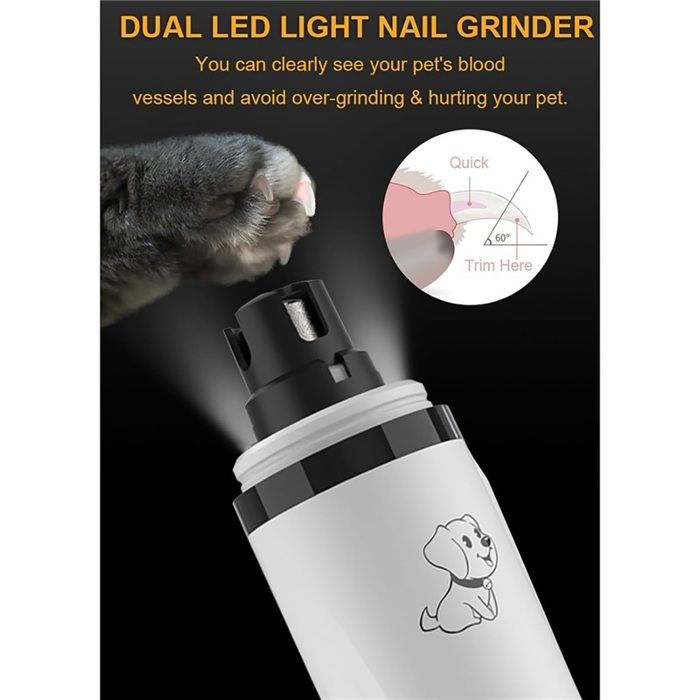 DUAL LED LIGHT NAIL GRINDER
You can clearly see your pet's blood
vessels and avoid over-grinding & hurting your pet.
Quick
60°
Trim Here